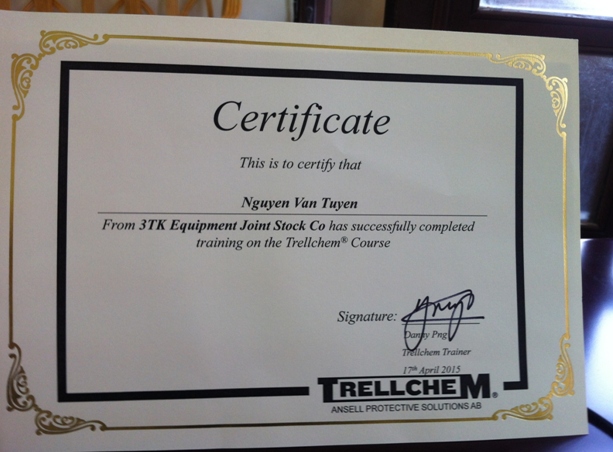 Certificate
This is to certify that
Nguyen Van Tuyen
From 3TK Equipment Joint Stock Co has successfully completed
training on the Trellchem® Course
Signature:
Danny Png
Trellchem Trainer
17th April 2015
TRELLCHEM®
ANSELL PROTECTIVE SOLUTIONS AB